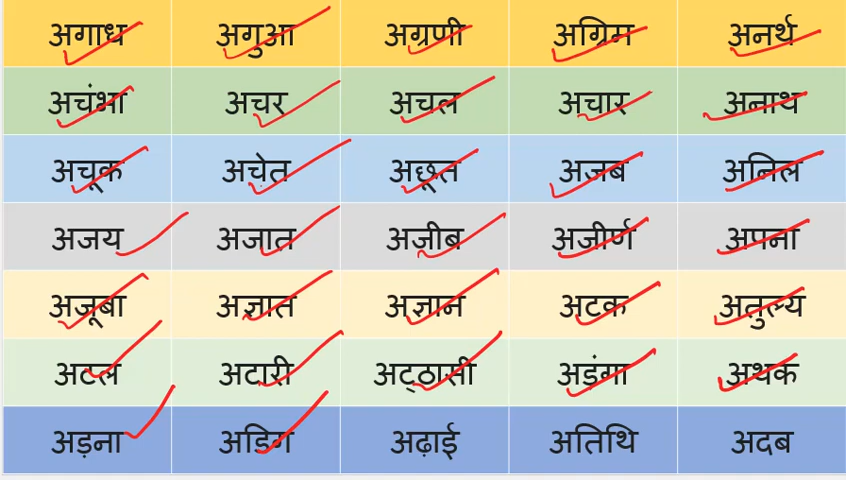 अगाध अगुआ अग्रणी अग्रिम अनर्थ
अचंभा अचर अचल अचार अनाथ
अचूक अचेत अछूत अजब अनिल
अजय अजात अजीब अजीर्ण अपना
अजूबा अज्ञात अज्ञान अटक अतुल्य
अटल अटारी अट्ठासी अड़ंगा अथक
अड़ना अडिग अढ़ाई अतिथि अदब